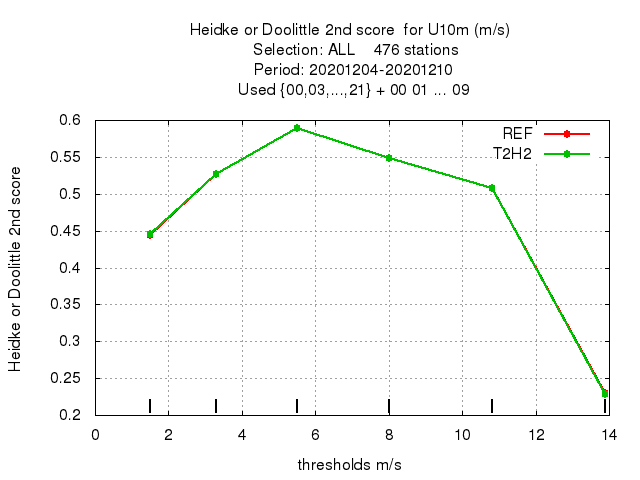 Heidke or Doolittle 2nd score  for U10m (m/s)
Selection: ALL    476 stations
Period: 20201204-20201210
Used {00,03,...,21} + 00 01 ... 09
REF
T2H2
Heidke or Doolittle 2nd score
0.6
0.55
0.5
0.45
0.4
0.35
0.3
0.25
0.2
0 2 4 6 8 10 12 14
thresholds m/s